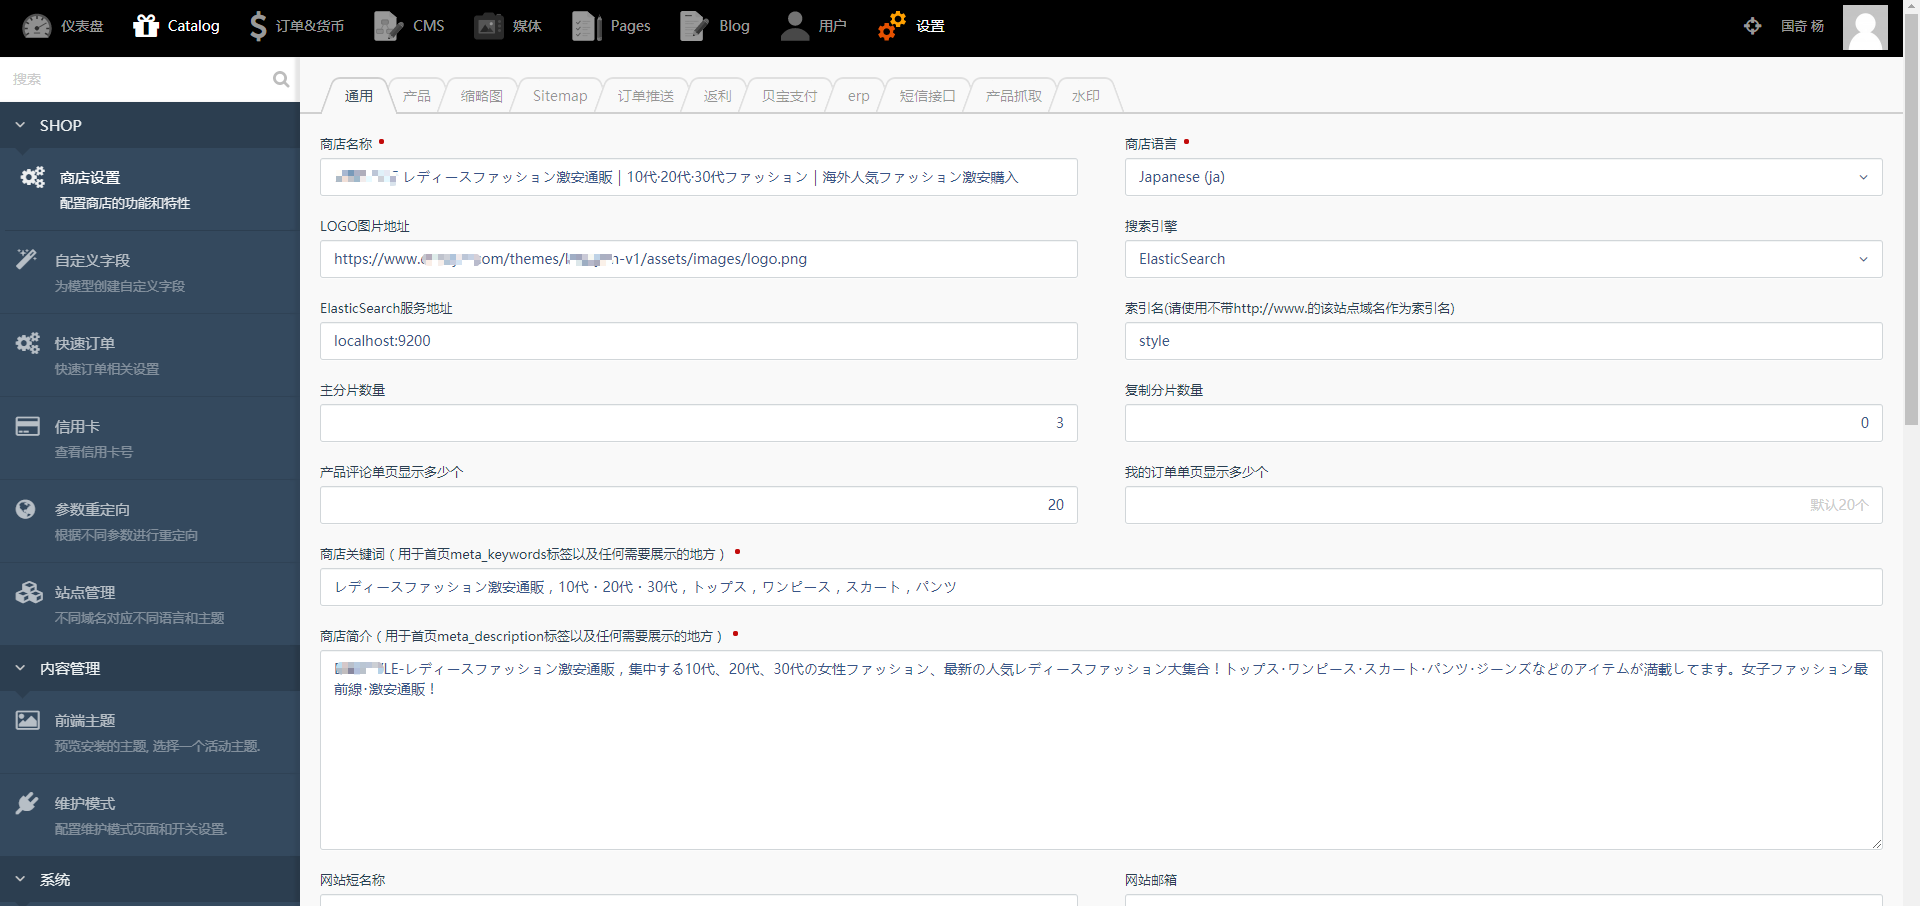 仪表盘
Catalog
订单&货币
CMS
媒体
Pages
Blog
用户
设置
国奇 杨
搜索
SHOP
商店设置
配置商店的功能和特性
自定义字段
为模型创建自定义字段
快速订单
快速订单相关设置
信用卡
查看信用卡号
参数重定向
根据不同参数进行重定向
站点管理
不同域名对应不同语言和主题
内容管理
前端主题
预览安装的主题, 选择一个活动主题.
维护模式
配置维护模式页面和开关设置.
系统
通用
产品
缩略图
Sitemap
订单推送
返利
贝宝支付
erp
短信接口
产品抓取
水印
商店名称
レディースファッション激安通販 | 10代·20代·30代ファッション | 海外人気ファッション激安購入
商店语言
Japanese (ja)
LOGO图片地址
https://www. om/themes/ -v1/assets/images/logo.png
搜索引擎
ElasticSearch
ElasticSearch服务地址
localhost:9200
索引名(请使用不带http://www.的该站点域名作为索引名)
style
主分片数量
3
复制分片数量
0
产品评论单页显示多少个
20
我的订单单页显示多少个
默认20个
商店关键词（用于首页meta_keywords标签以及任何需要展示的地方）
レディースファッション激安通販，10代・20代・30代，トップス，ワンピース，スカート，パンツ
商店简介（用于首页meta_description标签以及任何需要展示的地方）
LE-レディースファッション激安通販，集中する10代、20代、30代の女性ファッション、最新の人気レディースファッション大集合！トップス·ワンピース·スカート·パンツ·ジーンズなどのアイテムが満載してます。女子ファッション最
前線·激安通販！
网站短名称
网站邮箱